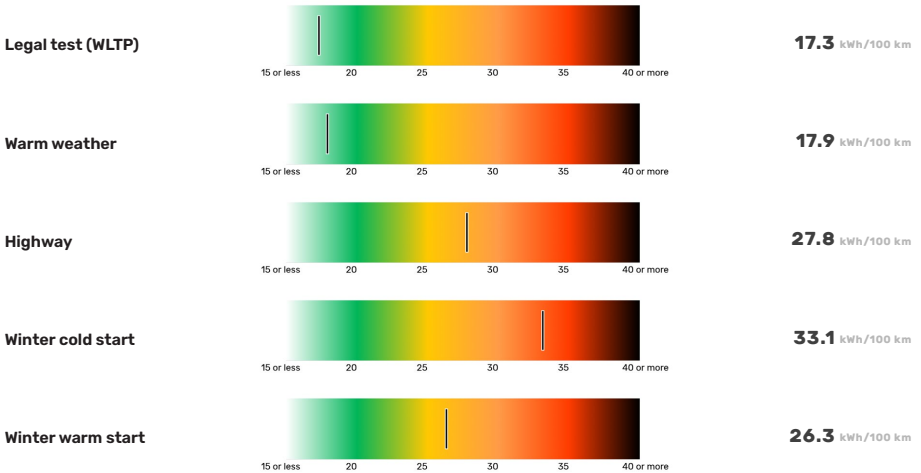 Legal test (WLTP) 17.3 kWh/100 km
15 or less 20 25 30 35 40 or more
Warm weather 17.9 kWh/100 km
15 or less 20 25 30 35 40 or more
Highway 27.8 kWh/100 km
15 or less 20 25 30 35 40 or more
Winter cold start 33.1 kWh/100 km
15 or less 20 25 30 35 40 or more
Winter warm start 26.3 kWh/100 km
15 or less 20 25 30 35 40 or more